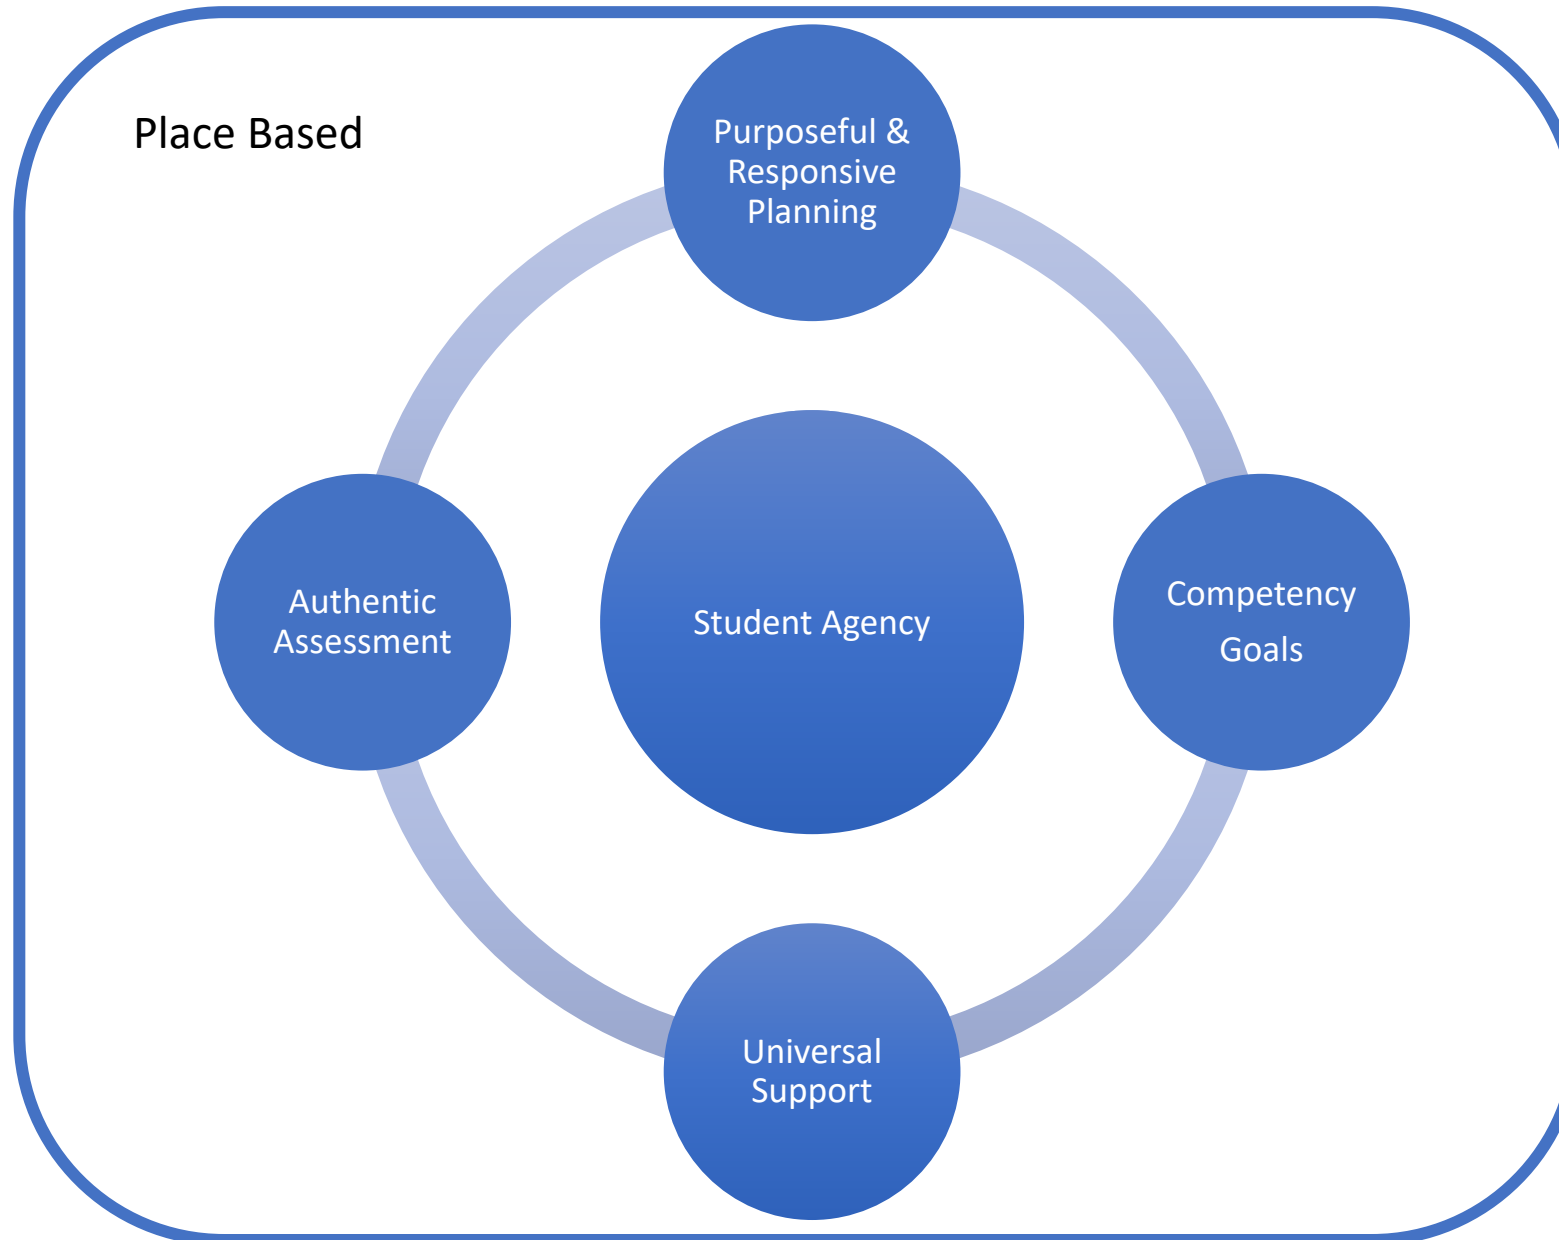 Place Based
Purposeful &
Responsive
Planning
Authentic
Assessment
Student Agency
Competency
Goals
Universal
Support